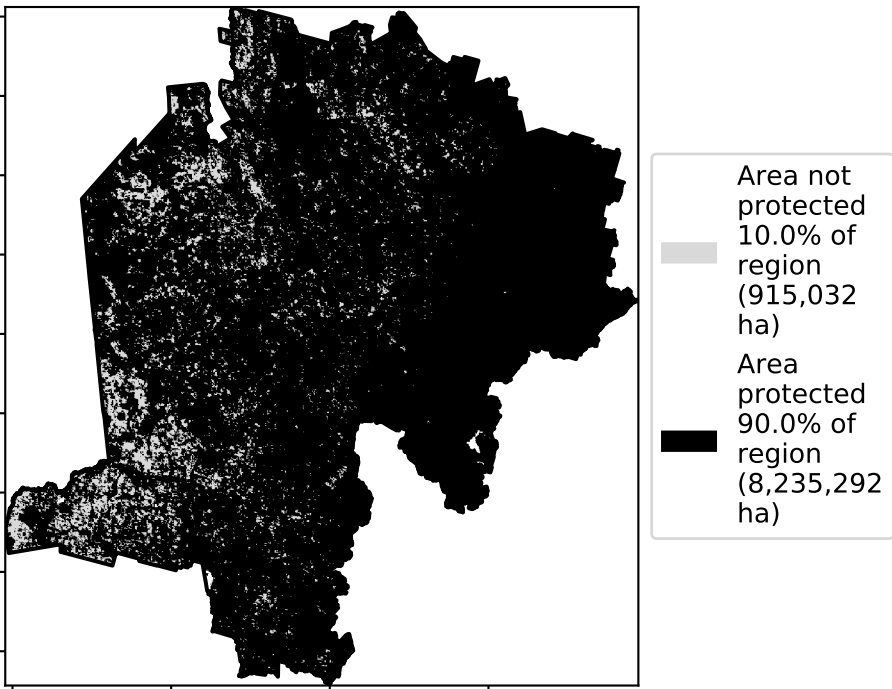 Area not
protected
10.0% of
region
(915,032
ha)
Area
protected
90.0% of
region
(8,235,292
ha)